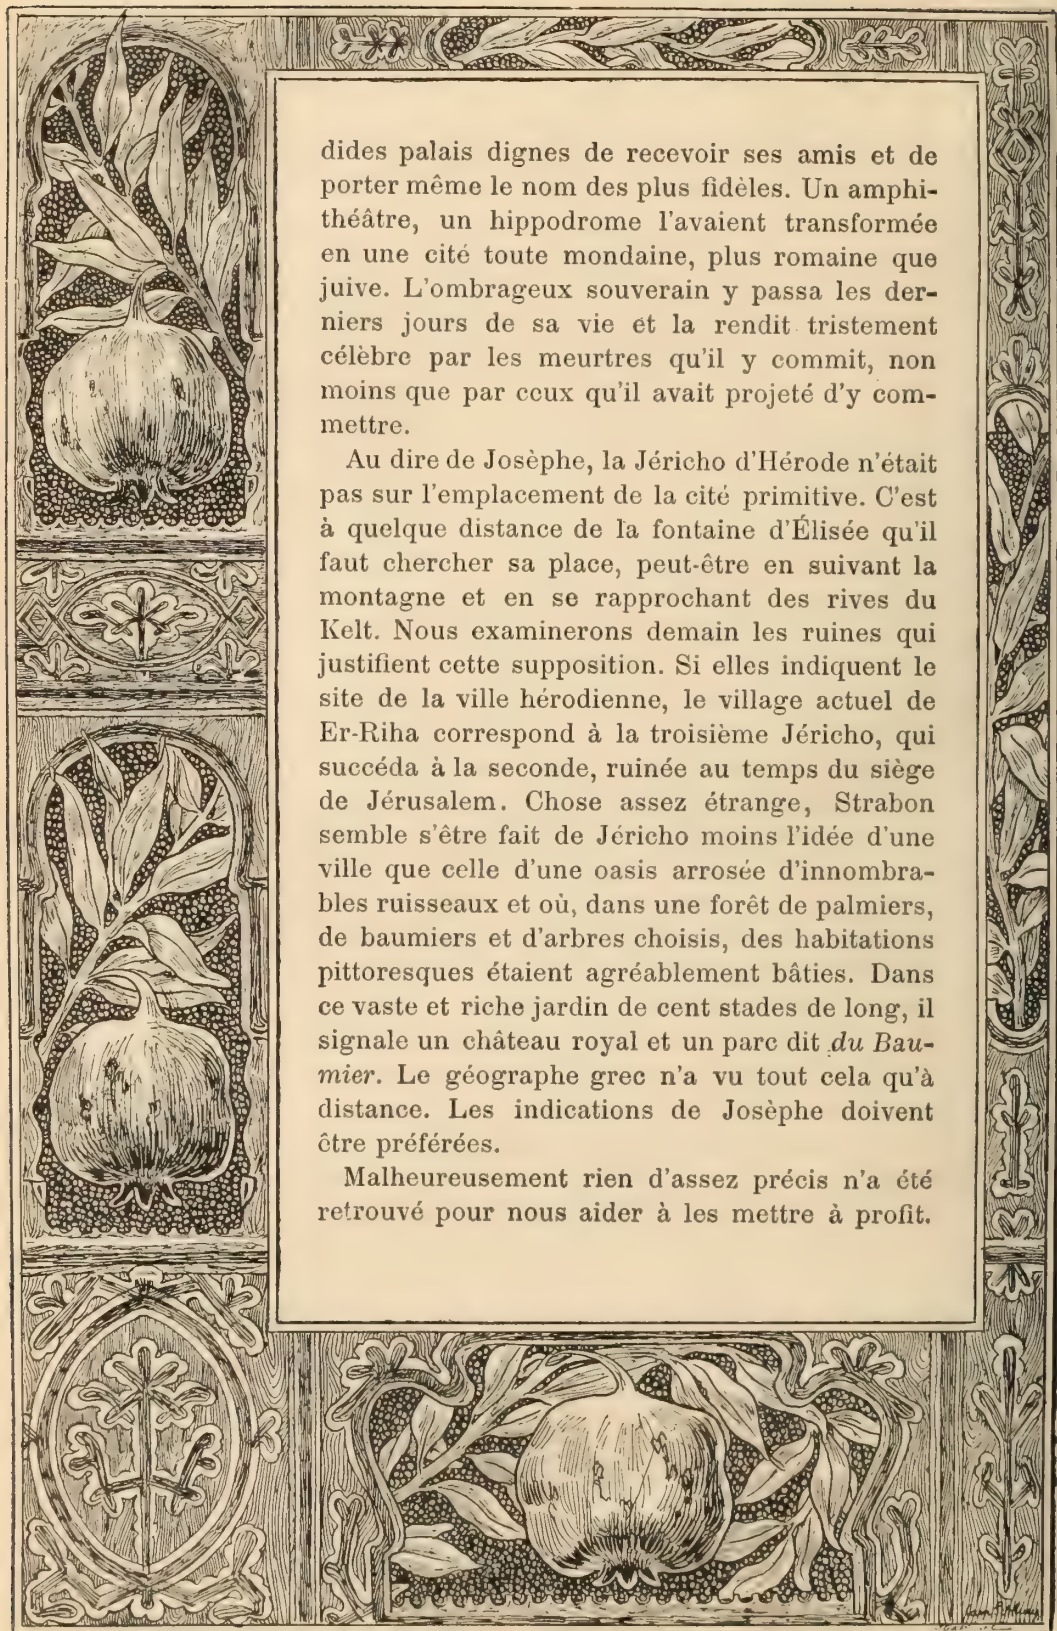 dides palais dignes de recevoir ses amis et de
porter même le nom des plus fidèles. Un amphi-
théâtre, un hippodrome l'avaient transformée
en une cité toute mondaine, plus romaine que
juive. L'ombrageux souverain y passa les der-
niers jours de sa vie et la rendit tristement
célèbre par les meurtres qu'il y commit, non
moins que par ceux qu'il avait projeté d'y com-
mettre.
Au dire de Josèphe, la Jéricho d'Hérode n'était
pas sur l'emplacement de la cité primitive. C'est
à quelque distance de la fontaine d'Élisée qu'il
faut chercher sa place, peut-être en suivant la
montagne et en se rapprochant des rives du
Kelt. Nous examinerons demain les ruines qui
justifient cette supposition. Si elles indiquent le
site de la ville hérodienne, le village actuel de
Er-Riha correspond à la troisième Jéricho, qui
succéda à la seconde, ruinée au temps du siège
de Jérusalem. Chose assez étrange, Strabon
semble s'être fait de Jéricho moins l'idée d'une
ville que celle d'une oasis arrosée d'innombra-
bles ruisseaux et où, dans une forêt de palmiers,
de baumiers et d'arbres choisis, des habitations
pittoresques étaient agréablement bâties. Dans
ce vaste et riche jardin de cent stades de long, il
signale un château royal et un parc dit du Bau-
mier. Le géographe grec n'a vu tout cela qu'à
distance. Les indications de Josèphe doivent
être préférées.
Malheureusement rien d'assez précis n'a été
retrouvé pour nous aider à les mettre à profit.